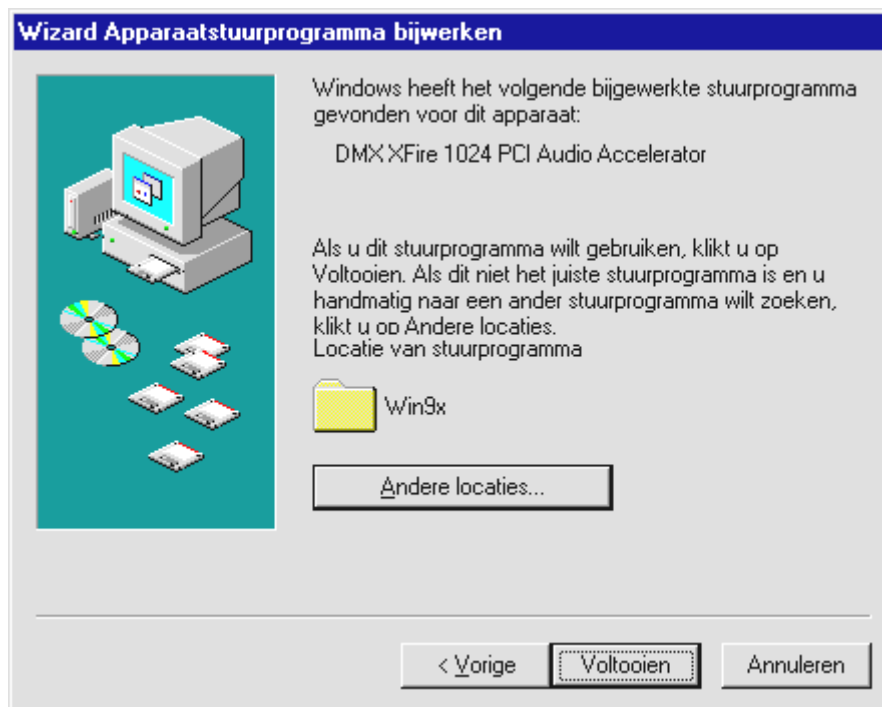 Wizard Apparaatstuurprogramma bijwerken
Windows heeft het volgende bijgewerkte stuurprogramma
gevonden voor dit apparaat:
DMX XFire 1024 PCI Audio Accelerator
Als u dit stuurprogramma wilt gebruiken, klikt u op
Voltooien. Als dit niet het juiste stuurprogramma is en u
handmatig naar een ander stuurprogramma wilt zoeken,
klikt u op Andere locaties.
Locatie van stuurprogramma
Win9x
Andere locaties...
< Vorige
Voltooien
Annuleren